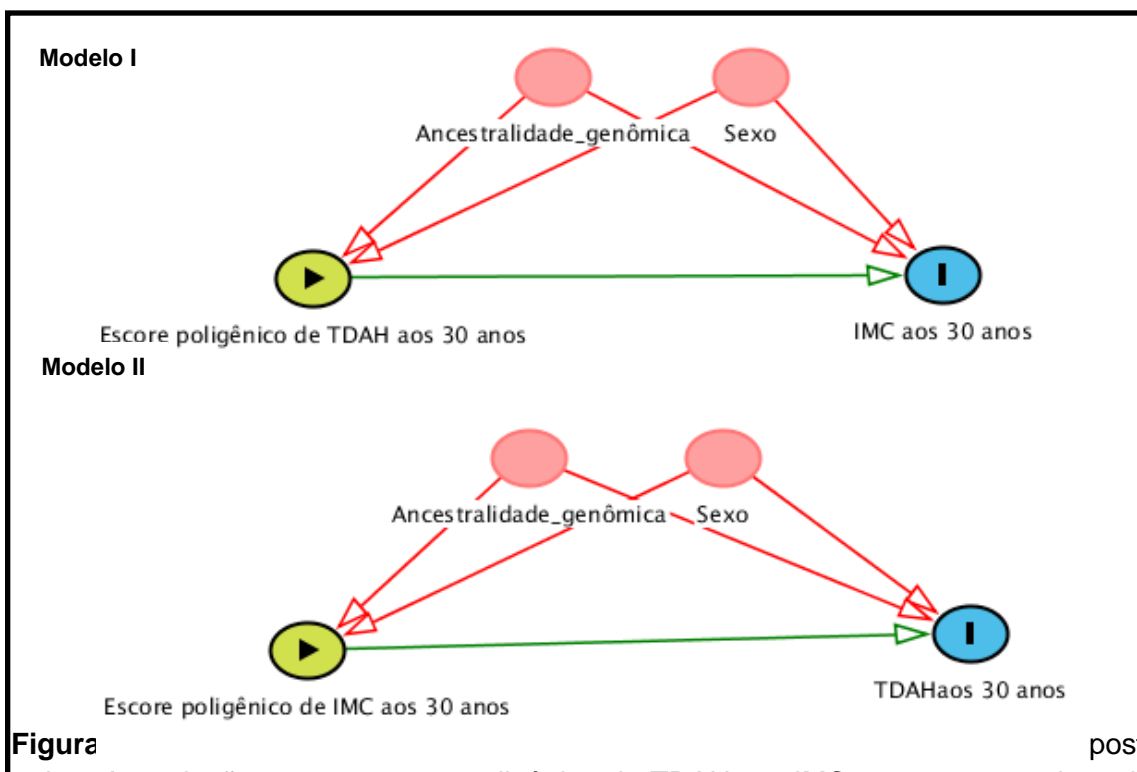 Modelo I
Ancestralidade_genômica Sexo
Escore poligênico de TDAH aos 30 anos
IMC aos 30 anos
Modelo II
Ancestralidade_genômica Sexo
Escore poligênico de IMC aos 30 anos
TDAHaos 30 anos
Figura